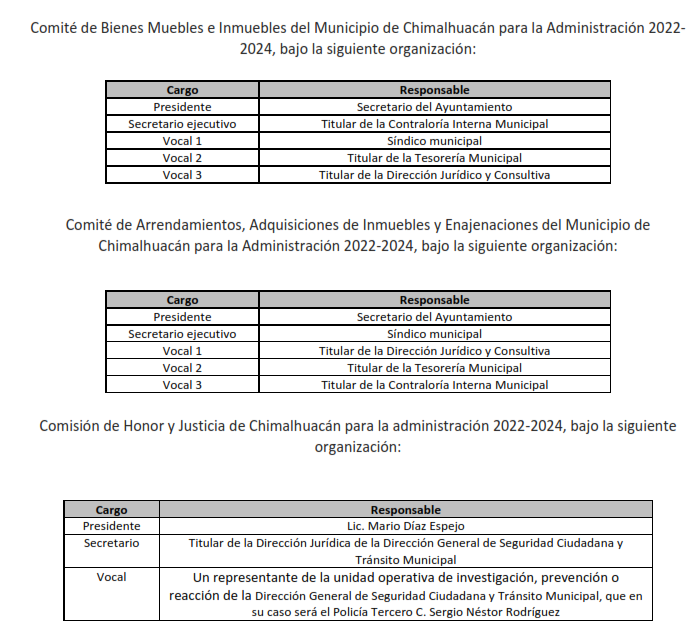 Comité de Bienes Muebles e Inmuebles del Municipio de Chimalhuacán para la Administración 2022-
2024, bajo la siguiente organización:
Cargo Responsable
Presidente Secretario del Ayuntamiento
Secretario ejecutivo Titular de la Contraloría Interna Municipal
Vocal 1 Síndico municipal
Vocal 2 Titular de la Tesorería Municipal
Vocal 3 Titular de la Dirección Jurídico y Consultiva
Comité de Arrendamientos, Adquisiciones de Inmuebles y Enajenaciones del Municipio de
Chimalhuacán para la Administración 2022-2024, bajo la siguiente organización:
Cargo Responsable
Presidente Secretario del Ayuntamiento
Secretario ejecutivo Síndico municipal
Vocal 1 Titular de la Dirección Jurídico y Consultiva
Vocal 2 Titular de la Tesorería Municipal
Vocal 3 Titular de la Contraloría Interna Municipal
Comisión de Honor y Justicia de Chimalhuacán para la administración 2022-2024, bajo la siguiente
organización:
Cargo Responsable
Presidente Lic. Mario Díaz Espejo
Secretario Titular de la Dirección Jurídica de la Dirección General de Seguridad Ciudadana y
Tránsito Municipal
Vocal Un representante de la unidad operativa de investigación, prevención o
reacción de la Dirección General de Seguridad Ciudadana y Tránsito Municipal, que en
su caso será el Policía Tercero C. Sergio Néstor Rodríguez